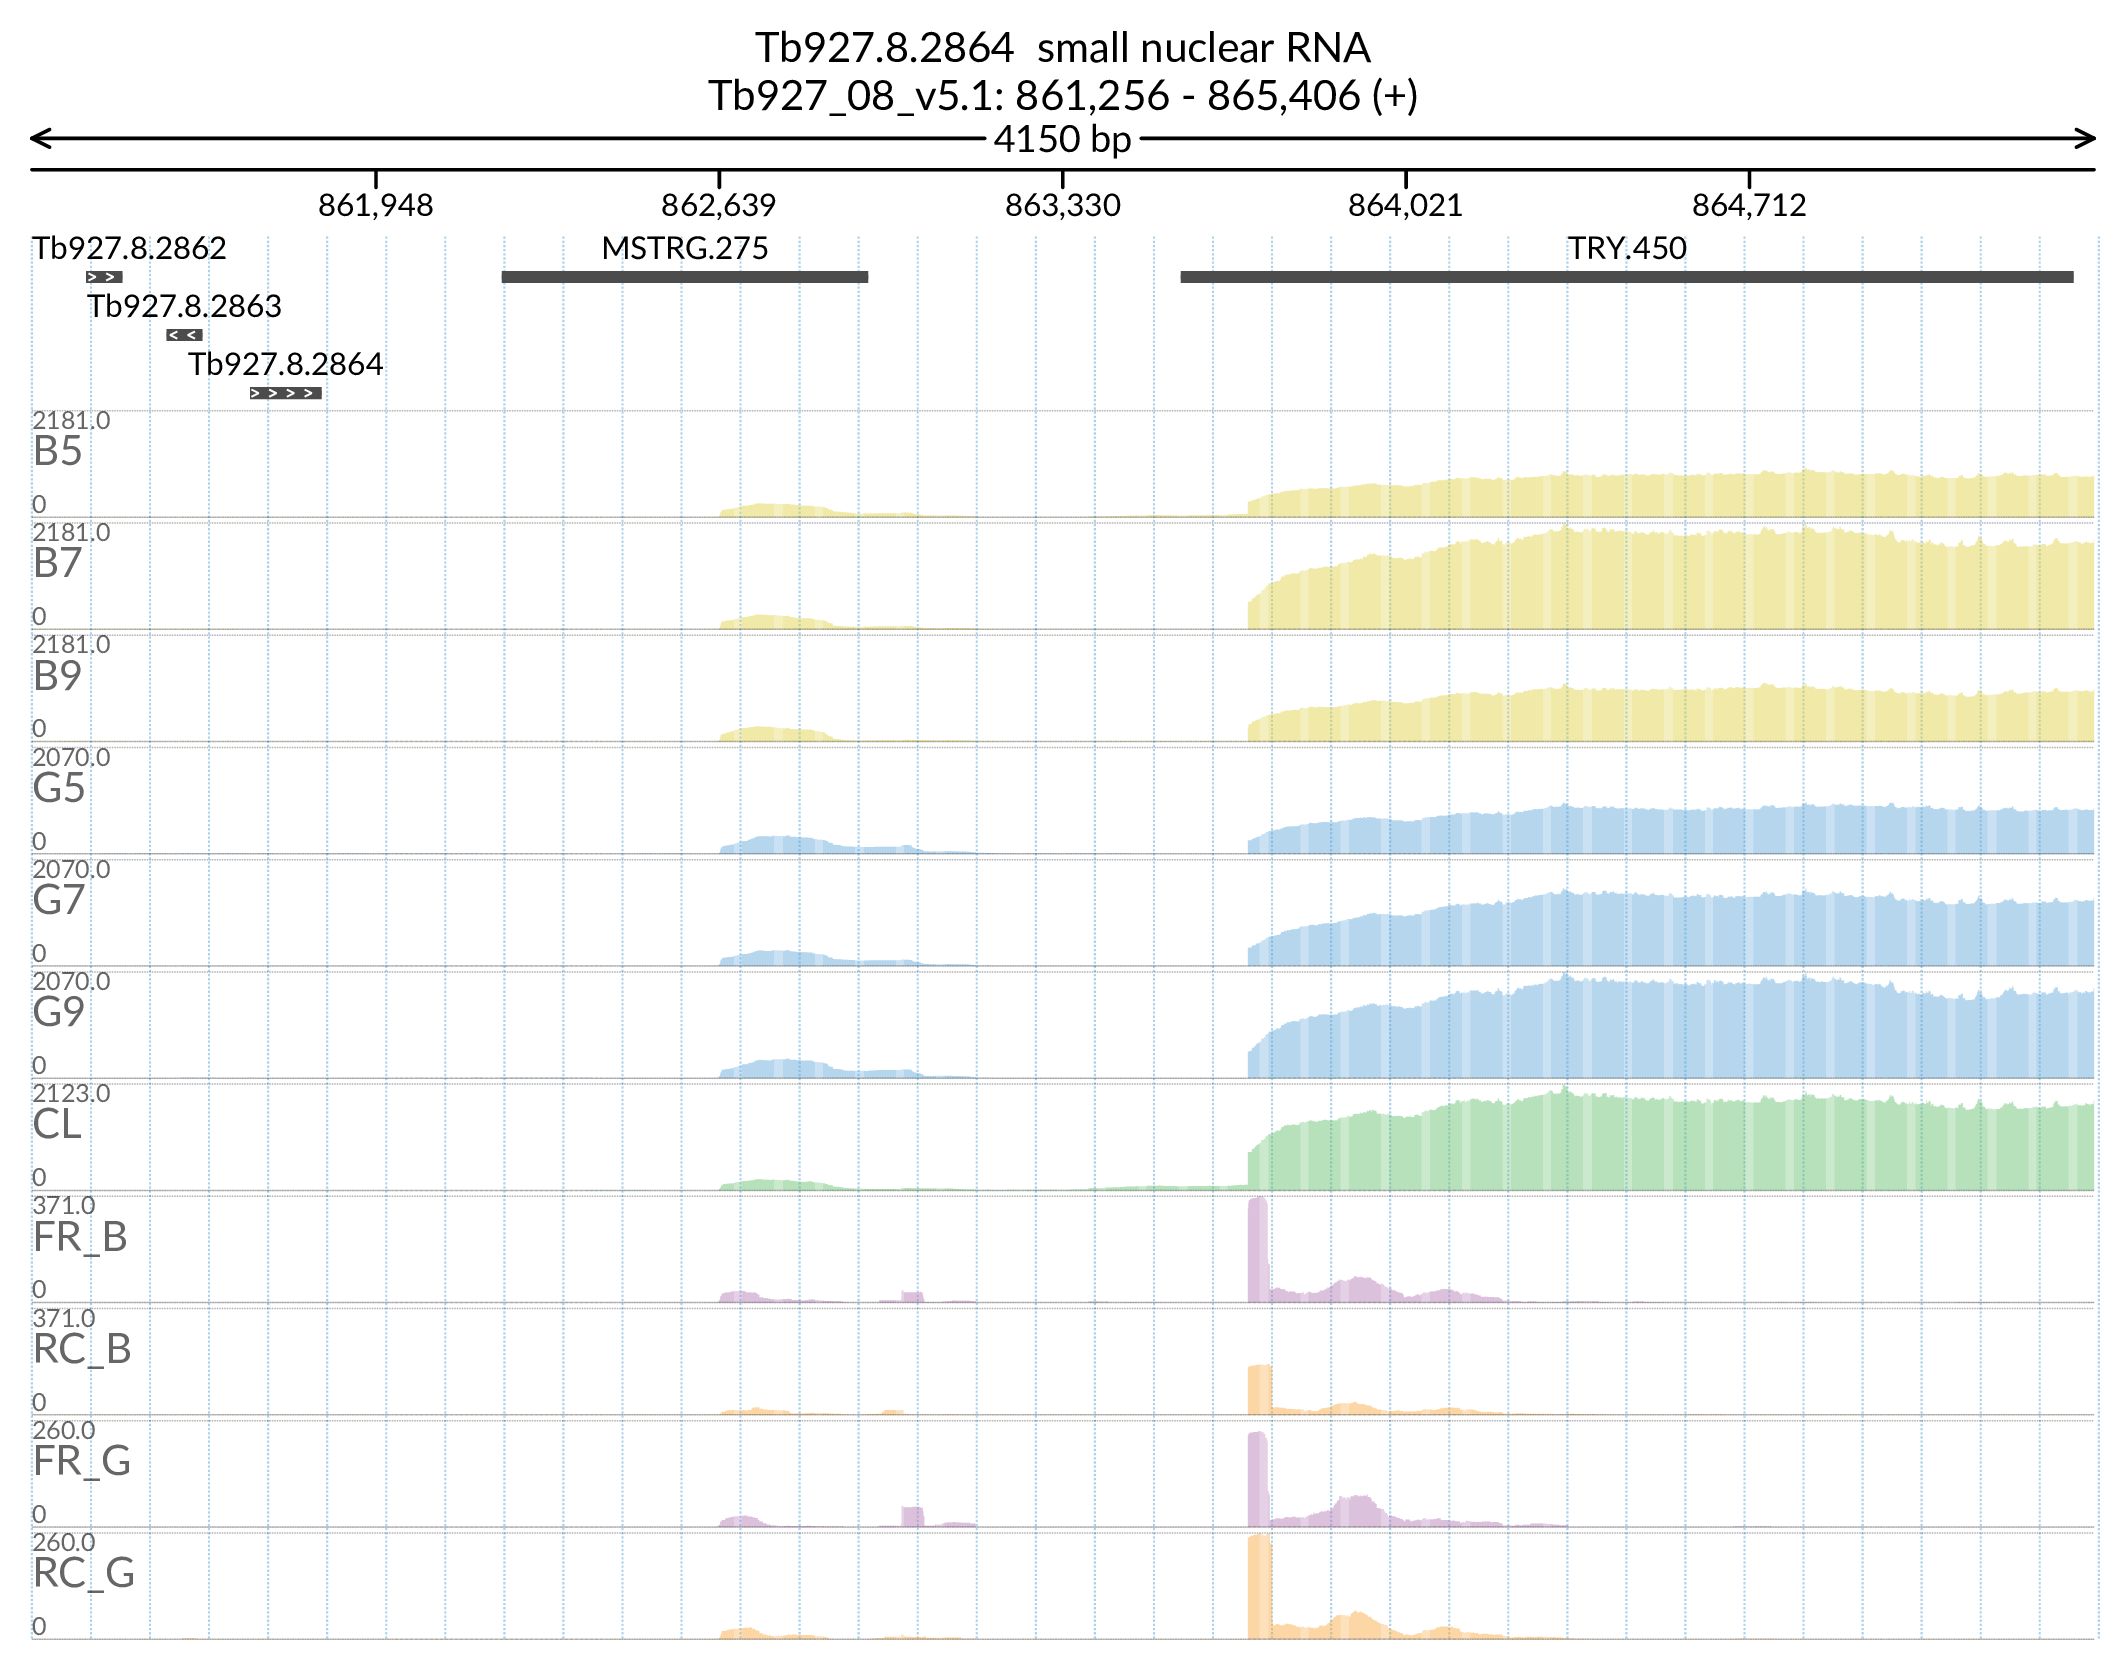 Tb927.8.2864  small nuclear RNA
Tb927_08_v5.1: 861,256 - 865,406 (+)
4150 bp
861,948 862,639 863,330 864,021 864,712
Tb927.8.2862 MSTRG.275 TRY.450
Tb927.8.2863
Tb927.8.2864
2181.0
B5
0
2181.0
B7
0
2181.0
B9
0
2070.0
G5
0
2070.0
G7
0
2070.0
G9
0
2123.0
CL
0
371.0
FR_B
0
371.0
RC_B
0
260.0
FR_G
0
260.0
RC_G
0